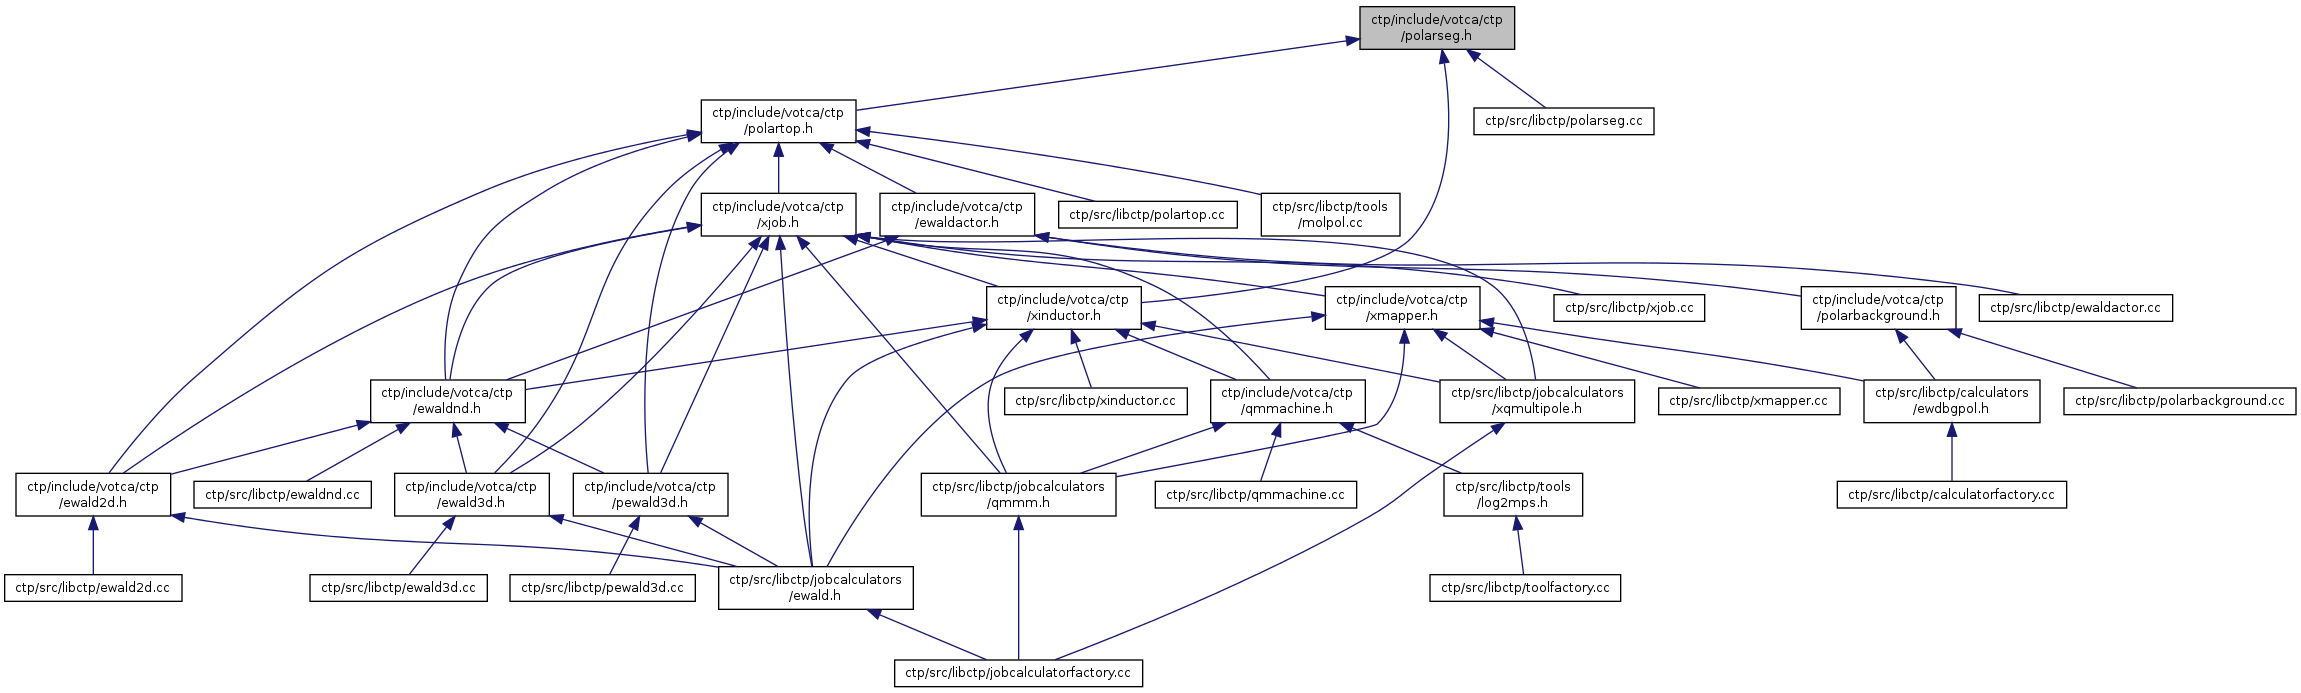 ctp/include/votca/ctp
/polarseg.h
ctp/include/votca/ctp
/polartop.h
ctp/src/libctp/polarseg.cc
ctp/include/votca/ctp
/xjob.h
ctp/include/votca/ctp
/ewaldactor.h
ctp/src/libctp/polartop.cc
ctp/src/libctp/tools
/molpol.cc
ctp/include/votca/ctp
/xinductor.h
ctp/include/votca/ctp
/xmapper.h
ctp/src/libctp/xjob.cc
ctp/include/votca/ctp
/polarbackground.h
ctp/src/libctp/ewaldactor.cc
ctp/include/votca/ctp
/ewaldnd.h
ctp/src/libctp/xinductor.cc
ctp/include/votca/ctp
/qmmachine.h
ctp/src/libctp/jobcalculators
/xqmultipole.h
ctp/src/libctp/xmapper.cc
ctp/src/libctp/calculators
/ewdbgpol.h
ctp/src/libctp/polarbackground.cc
ctp/include/votca/ctp
/ewald2d.h
ctp/src/libctp/ewaldnd.cc
ctp/include/votca/ctp
/ewald3d.h
ctp/include/votca/ctp
/pewald3d.h
ctp/src/libctp/jobcalculators
/qmmm.h
ctp/src/libctp/qmmachine.cc
ctp/src/libctp/tools
/log2mps.h
ctp/src/libctp/calculatorfactory.cc
ctp/src/libctp/ewald2d.cc
ctp/src/libctp/ewald3d.cc
ctp/src/libctp/pewald3d.cc
ctp/src/libctp/jobcalculators
/ewald.h
ctp/src/libctp/toolfactory.cc
ctp/src/libctp/jobcalculatorfactory.cc